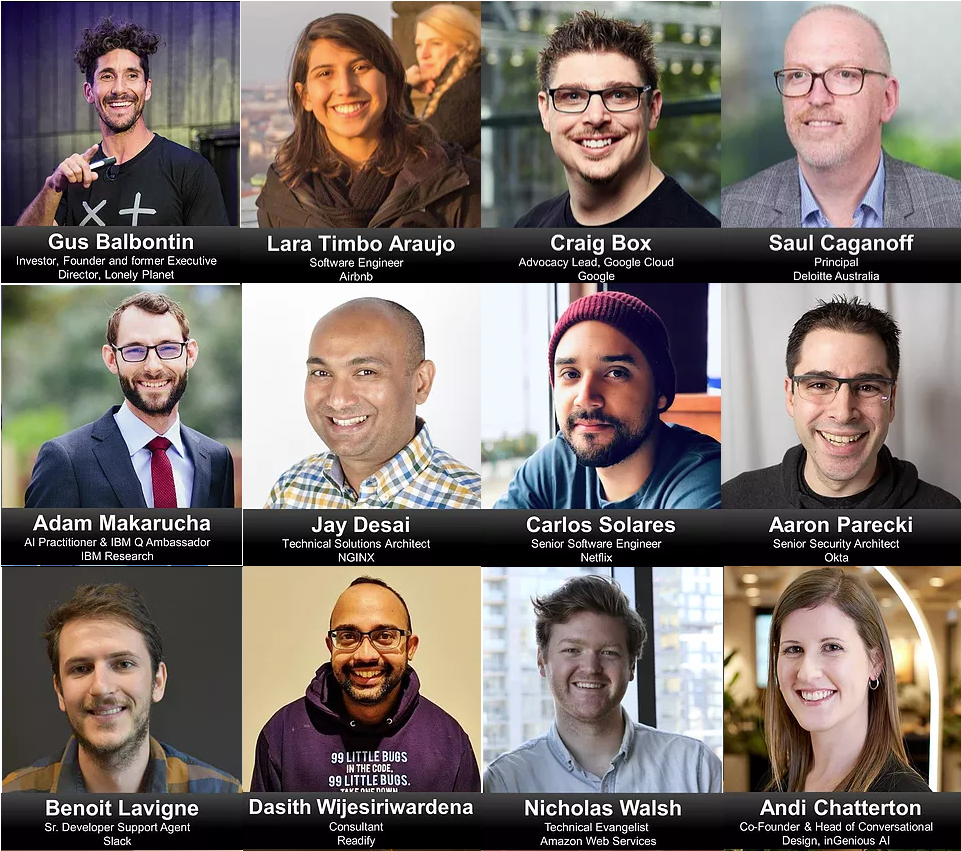 Gus Balbontin
Investor, Founder and former Executive
Director, Lonely Planet
Lara Timbo Araujo
Software Engineer
Airbnb
Craig Box
Advocacy Lead, Google Cloud
Google
Saul Caganoff
Principal
Deloitte Australia
Adam Makarucha
AI Practitioner & IBM Q Ambassador
IBM Research
Jay Desai
Technical Solutions Architect
NGINX
Carlos Solares
Senior Software Engineer
Netflix
Aaron Parecki
Senior Security Architect
Okta
99 LITTLE BUGS
IN THE CODE,
99 LITTLE BUGS.
TAKE ONE DOWN
Benoit Lavigne
Sr. Developer Support Agent
Slack
Dasith Wijesiriwardena
Consultant
Readify
Nicholas Walsh
Technical Evangelist
Amazon Web Services
Andi Chatterton
Co-Founder & Head of Conversational
Design, inGenious AI